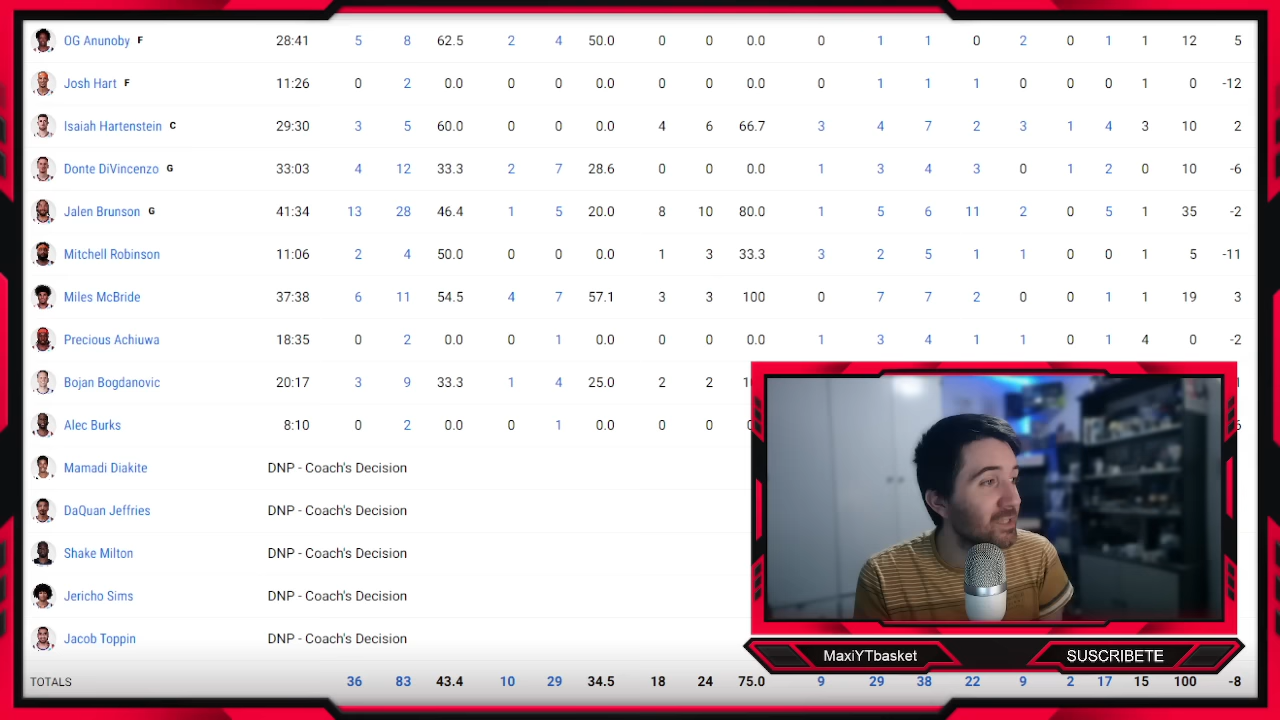 OG Anunoby F 28:41 5 8 62.5 2 4 50.0 0 0 0.0 0 1 1 0 2 0 1 1 12 5
Josh Hart F 11:26 0 2 0.0 0 0 0.0 0 0 0.0 0 1 1 1 0 0 0 1 0 -12
Isaiah Hartenstein C 29:30 3 5 60.0 0 0 0.0 4 6 66.7 3 4 7 2 3 1 4 3 10 2
Donte DiVincenzo G 33:03 4 12 33.3 2 7 28.6 0 0 0.0 1 3 4 3 0 1 2 0 10 -6
Jalen Brunson G 41:34 13 28 46.4 1 5 20.0 8 10 80.0 1 5 6 11 2 0 5 1 35 -2
Mitchell Robinson 11:06 2 4 50.0 0 0 0.0 1 3 33.3 3 2 5 1 1 0 0 1 5 -11
Miles McBride 37:38 6 11 54.5 4 7 57.1 3 3 100 0 7 7 2 0 0 1 1 19 3
Precious Achiuwa 18:35 0 2 0.0 0 1 0.0 0 0 0.0 1 3 4 1 1 0 1 4 0 -2
Bojan Bogdanovic 20:17 3 9 33.3 1 4 25.0 2 2
Alec Burks 8:10 0 2 0.0 0 1 0.0 0 0
Mamadi Diakite DNP - Coach's Decision
DaQuan Jeffries DNP - Coach's Decision
Shake Milton DNP - Coach's Decision
Jericho Sims DNP - Coach's Decision
Jacob Toppin DNP - Coach's Decision
MaxiYTbasket SUSCRIBETE
TOTALS 36 83 43.4 10 29 34.5 18 24 75.0 9 29 38 22 9 2 17 15 100 -8